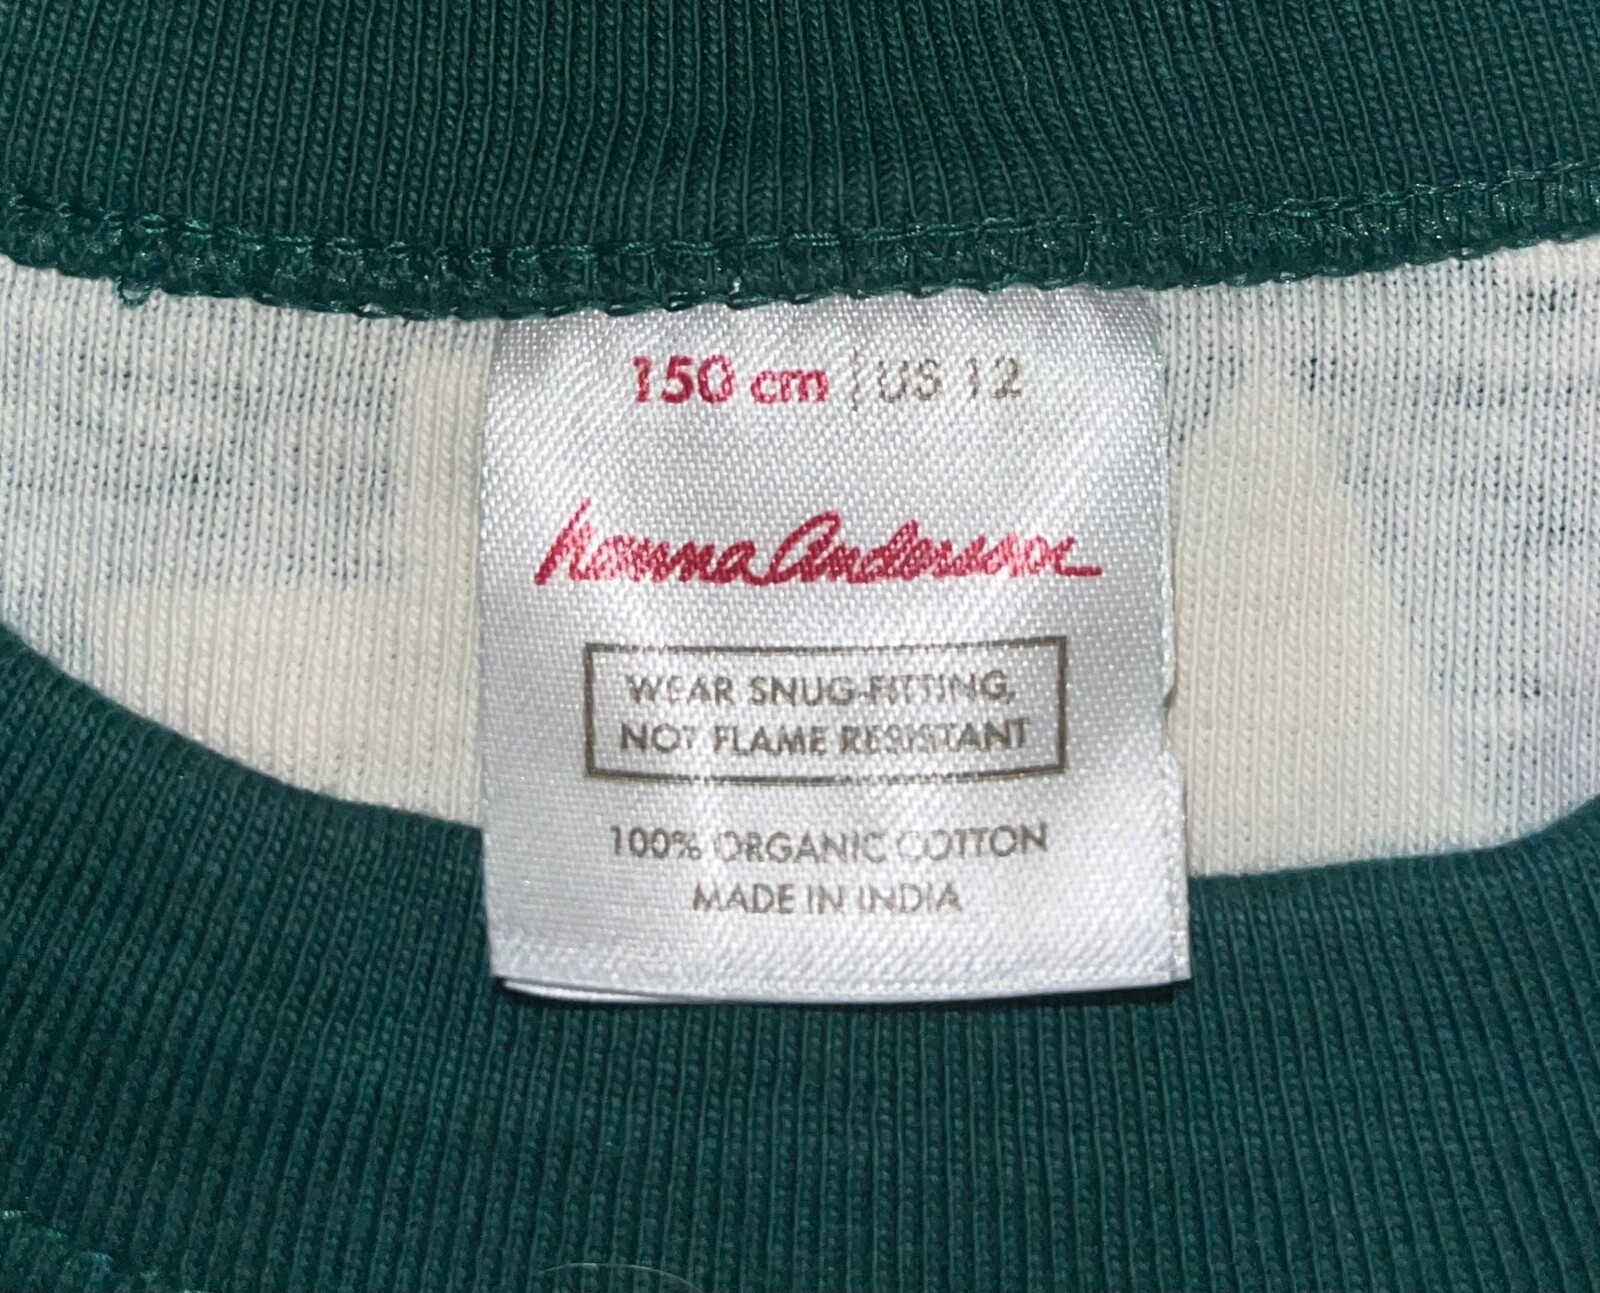 150 cm | US 12
hanna Andersson
WEAR SNUG-FITTING,
NOT FLAME RESISTANT
100% ORGANIC COTTON
MADE IN INDIA